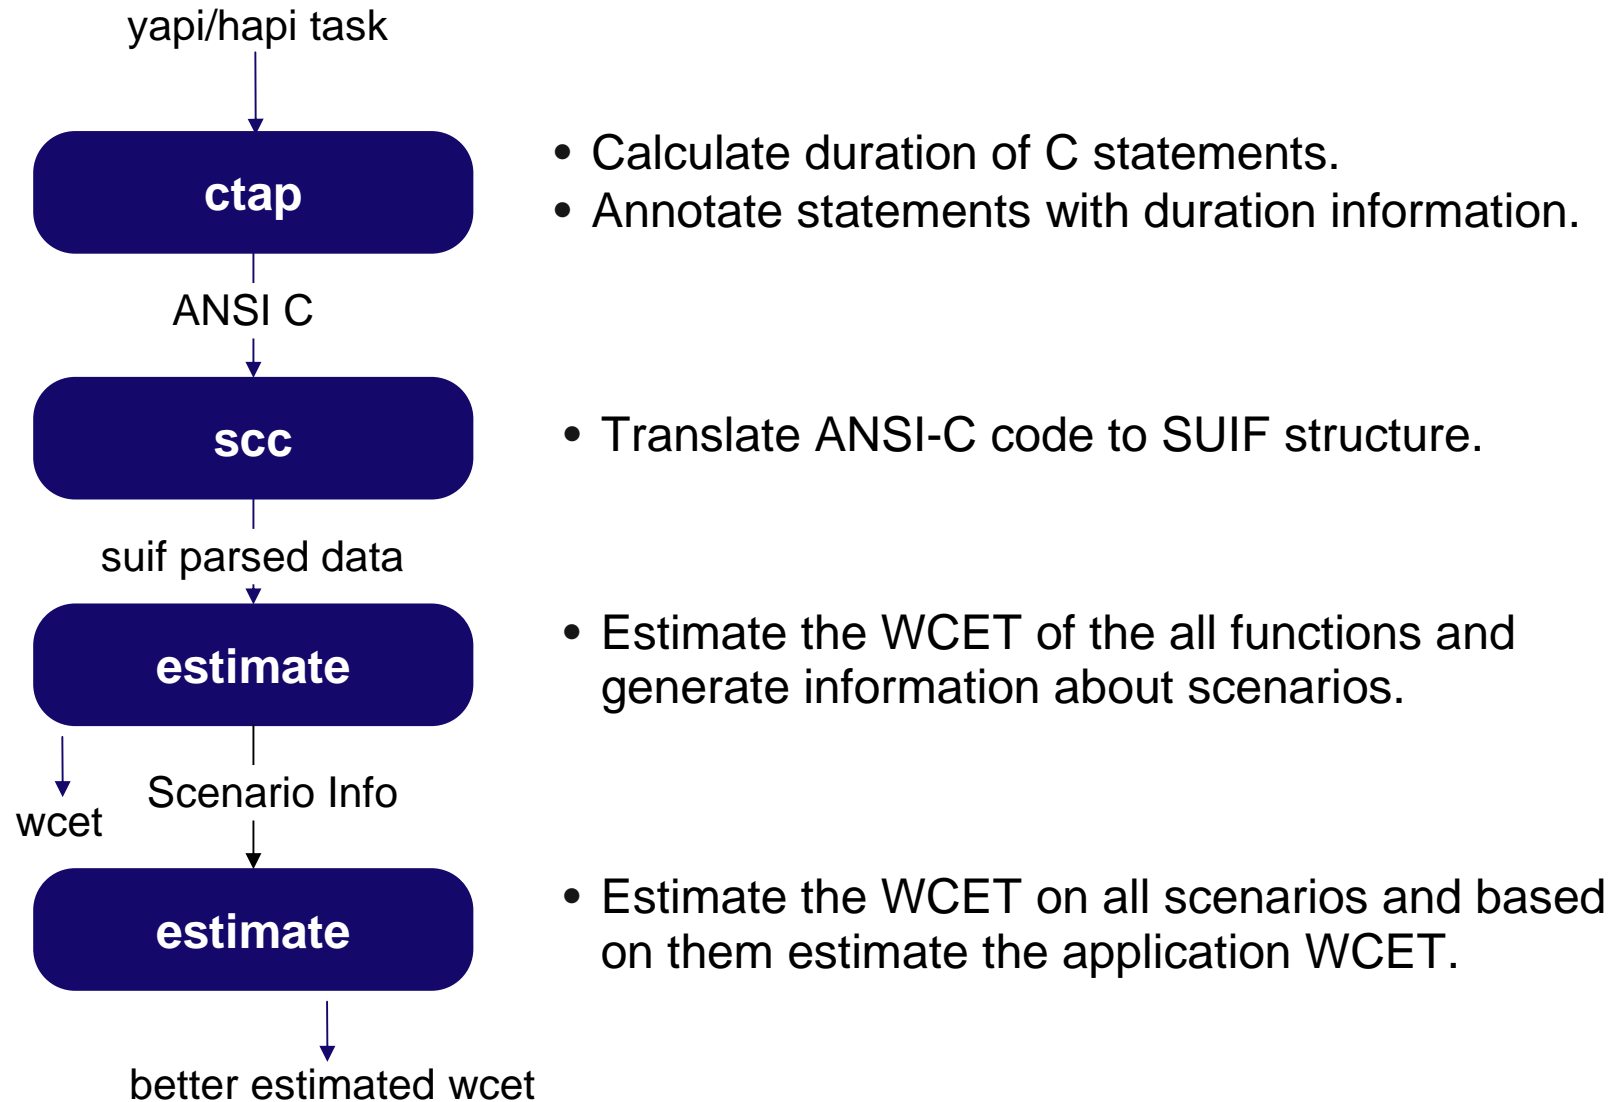 yapi/hapi task
ctap
• Calculate duration of C statements.
• Annotate statements with duration information.
ANSI C
scc
• Translate ANSI-C code to SUIF structure.
suif parsed data
estimate
• Estimate the WCET of the all functions and
generate information about scenarios.
Scenario Info
wcet
estimate
• Estimate the WCET on all scenarios and based
on them estimate the application WCET.
better estimated wcet